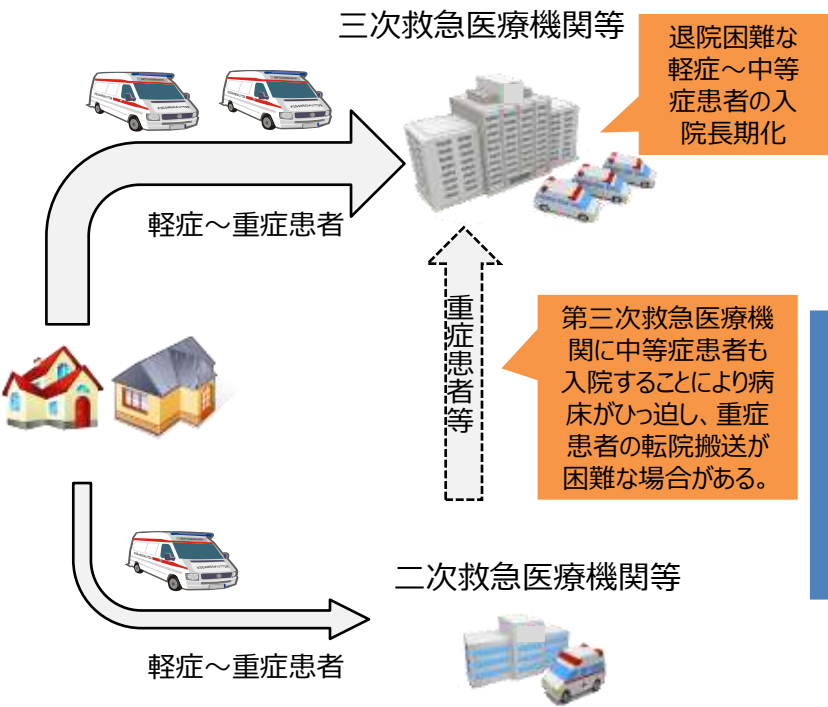 三次救急医療機関等
退院困難な
軽症～中等
症患者の入
院長期化
軽症～重症患者
重症患者等
第三次救急医療機
関に中等症患者も
入院することにより病
床がひっ迫し、重症
患者の転院搬送が
困難な場合がある。
二次救急医療機関等
軽症～重症患者